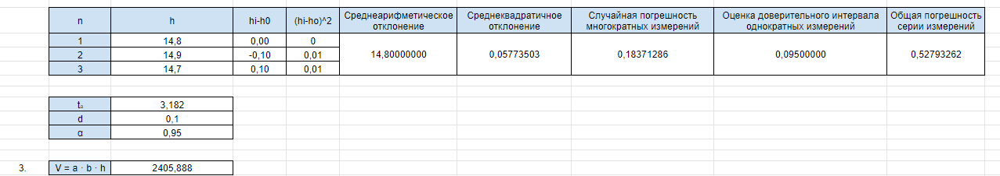 n h hi-h0 (hi-ho)^2 Среднеарифметическое отклонение Среднеквадратичное отклонение Случайная погрешность многократных измерений Оценка доверительного интервала однократных измерений Общая погрешность серии измерений
1 14,8 0,00 0
2 14,9 -0,10 0,01 14,80000000 0,05773503 0,18371286 0,09500000 0,52793262
3 14,7 0,10 0,01
tₐ 3,182
d 0,1
α 0,95
3. V = a · b · h 2405,888